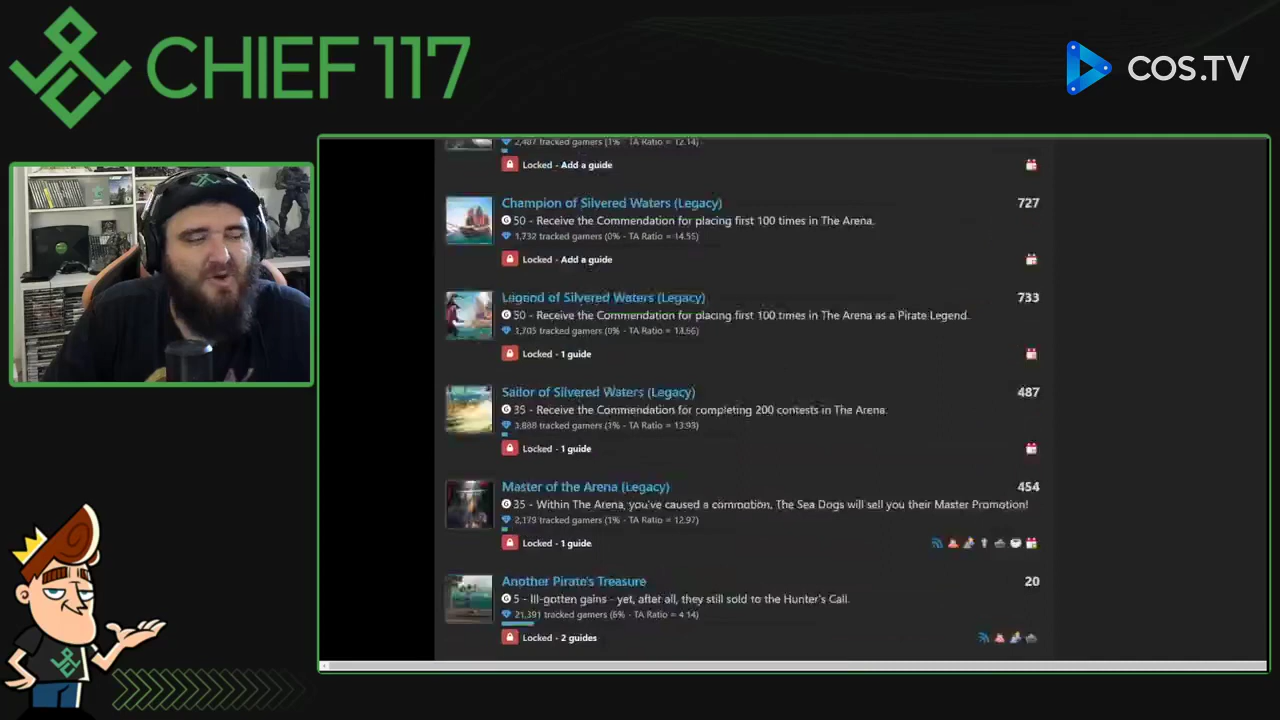 CHIEF 117
COS.TV
2,487 tracked gamers (1% - TA Ratio = 12.14)
Locked - Add a guide
Champion of Silvered Waters (Legacy)
727
G 50 - Receive the Commendation for placing first 100 times in The Arena.
1,732 tracked gamers (0% - TA Ratio = 14.55)
Locked - Add a guide
Legend of Silvered Waters (Legacy)
733
G 50 - Receive the Commendation for placing first 100 times in The Arena as a Pirate Legend.
1,705 tracked gamers (0% - TA Ratio = 14.66)
Locked - 1 guide
Sailor of Silvered Waters (Legacy)
487
G 35 - Receive the Commendation for completing 200 contests in The Arena.
tracked gamers (1% - TA Ratio = 13.93)
Locked - 1 guide
Master of the Arena (Legacy)
454
G 35 - Within The Arena, you've caused a commotion. The Sea Dogs will sell you their Master Promotion!
2,179 tracked gamers (1% - TA Ratio = 12.97)
Locked - 1 guide
Another Pirate's Treasure
20
G 5 - Ill-gotten gains - yet, after all, they still sold to the Hunter's Call.
21,391 tracked gamers (6% - TA Ratio = 4.14)
Locked - 2 guides